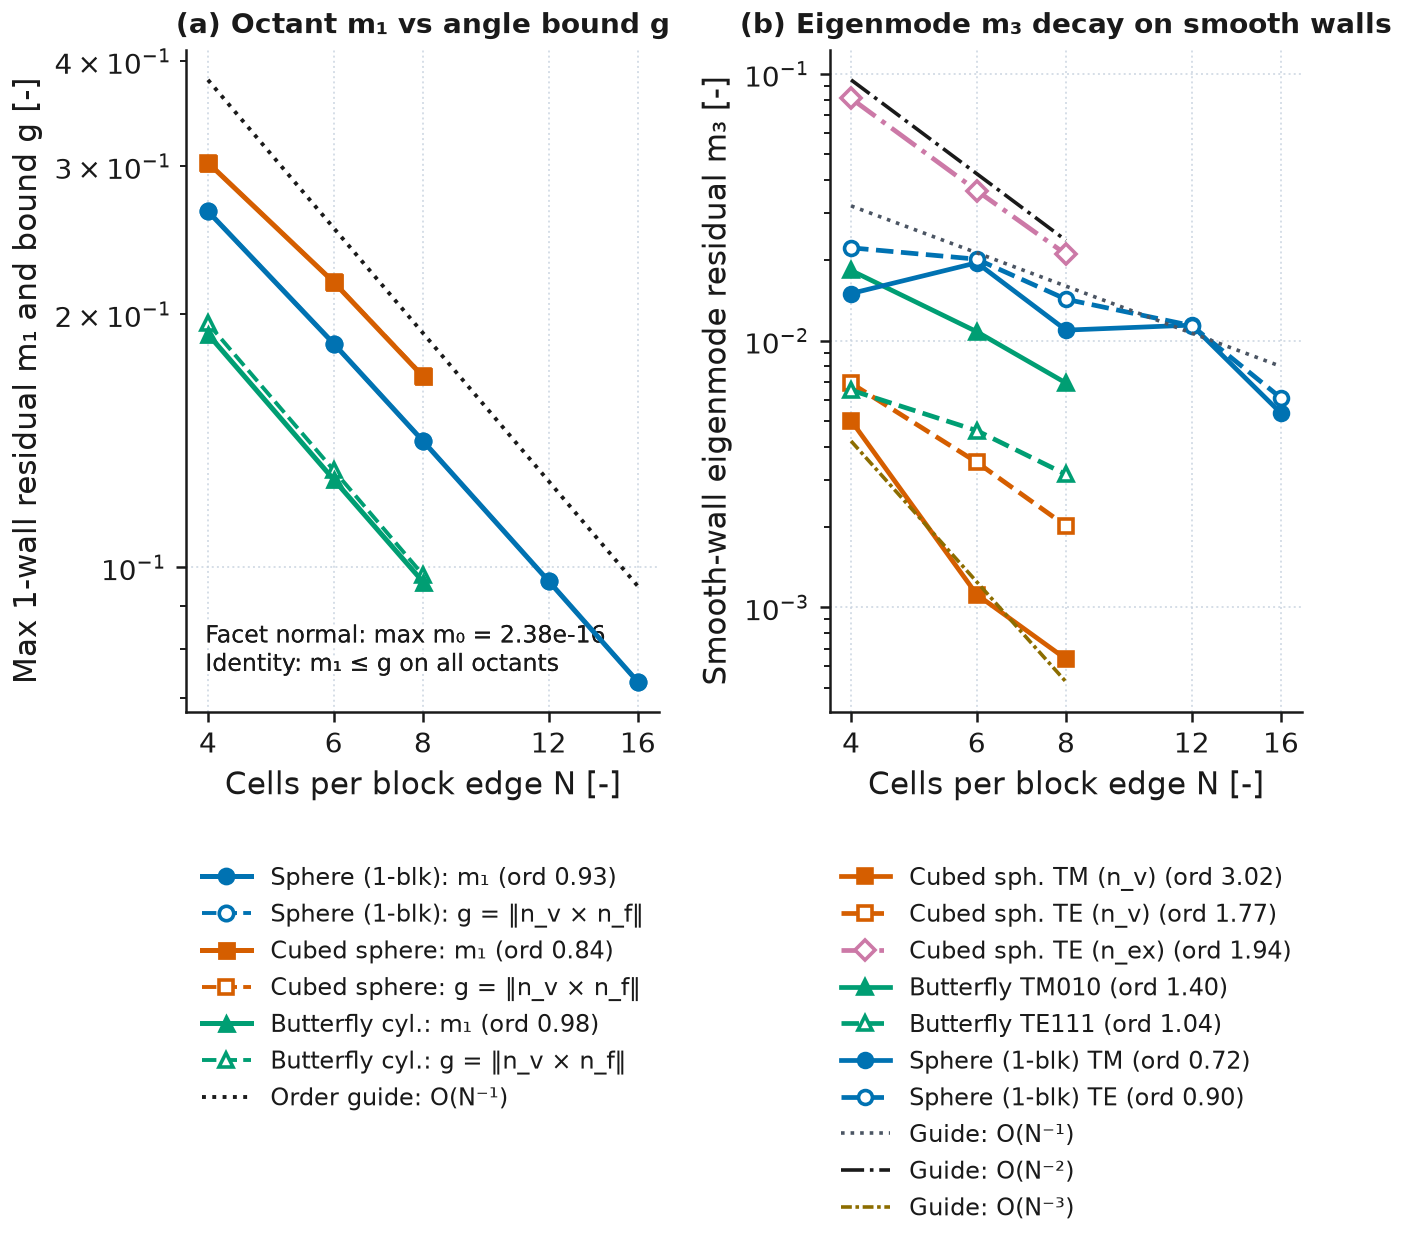 (a) Octant m₁ vs angle bound g
Max 1-wall residual m₁ and bound g [-]
4 × 10⁻¹
3 × 10⁻¹
2 × 10⁻¹
10⁻¹
Facet normal: max m₀ = 2.38e-16
Identity: m₁ ≤ g on all octants
4 6 8 12 16
Cells per block edge N [-]
Sphere (1-blk): m₁ (ord 0.93)
Sphere (1-blk): g = ‖n_v × n_f‖
Cubed sphere: m₁ (ord 0.84)
Cubed sphere: g = ‖n_v × n_f‖
Butterfly cyl.: m₁ (ord 0.98)
Butterfly cyl.: g = ‖n_v × n_f‖
Order guide: O(N⁻¹)
(b) Eigenmode m₃ decay on smooth walls
Smooth-wall eigenmode residual m₃ [-]
10⁻¹
10⁻²
10⁻³
4 6 8 12 16
Cells per block edge N [-]
Cubed sph. TM (n_v) (ord 3.02)
Cubed sph. TE (n_v) (ord 1.77)
Cubed sph. TE (n_ex) (ord 1.94)
Butterfly TM010 (ord 1.40)
Butterfly TE111 (ord 1.04)
Sphere (1-blk) TM (ord 0.72)
Sphere (1-blk) TE (ord 0.90)
Guide: O(N⁻¹)
Guide: O(N⁻²)
Guide: O(N⁻³)